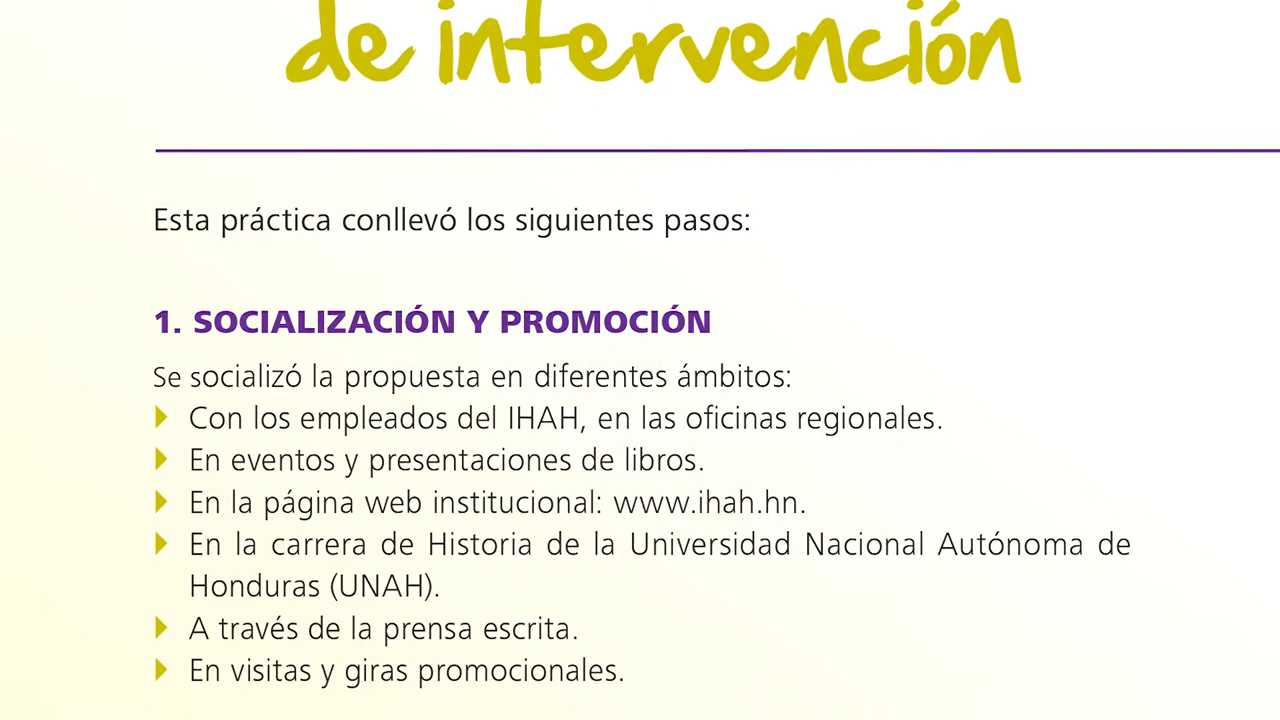 de intervención
Esta práctica conllevó los siguientes pasos:
1. SOCIALIZACIÓN Y PROMOCIÓN
Se socializó la propuesta en diferentes ámbitos:
Con los empleados del IHAH, en las oficinas regionales.
En eventos y presentaciones de libros.
En la página web institucional: www.ihah.hn.
En la carrera de Historia de la Universidad Nacional Autónoma de
Honduras (UNAH).
A través de la prensa escrita.
En visitas y giras promocionales.